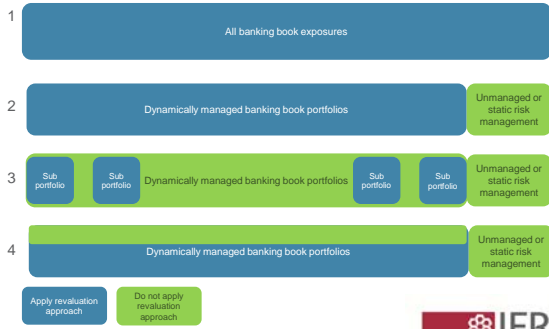 1
All banking book exposures
2
Dynamically managed banking book portfolios
Unmanaged or
static risk
management
3
Sub
portfolio
Sub
portfolio
Dynamically managed banking book portfolios
Sub
portfolio
Sub
portfolio
Unmanaged or
static risk
management
4
Dynamically managed banking book portfolios
Unmanaged or
static risk
management
Apply revaluation
approach
Do not apply
revaluation
approach